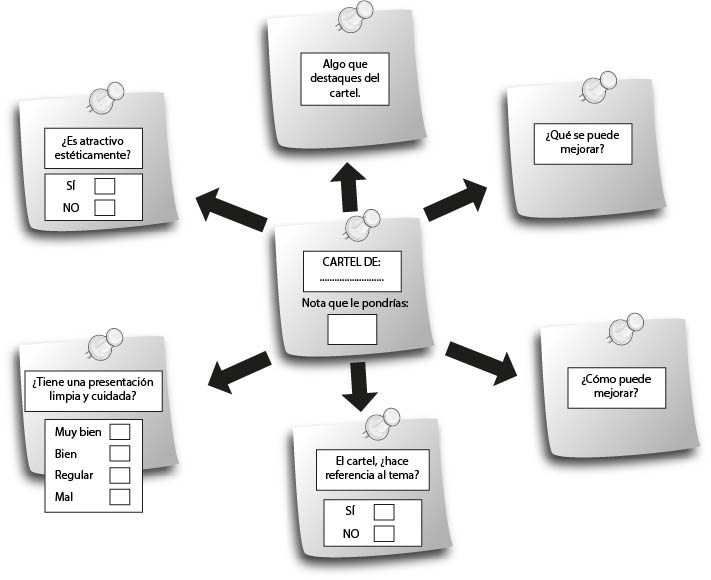 Algo que
destaques del
cartel.
¿Es atractivo
estéticamente?
SÍ
NO
¿Qué se puede
mejorar?
CARTEL DE:
..........................
Nota que le pondrías:
¿Tiene una presentación
limpia y cuidada?
Muy bien
Bien
Regular
Mal
El cartel, ¿hace
referencia al tema?
SÍ
NO
¿Cómo puede
mejorar?